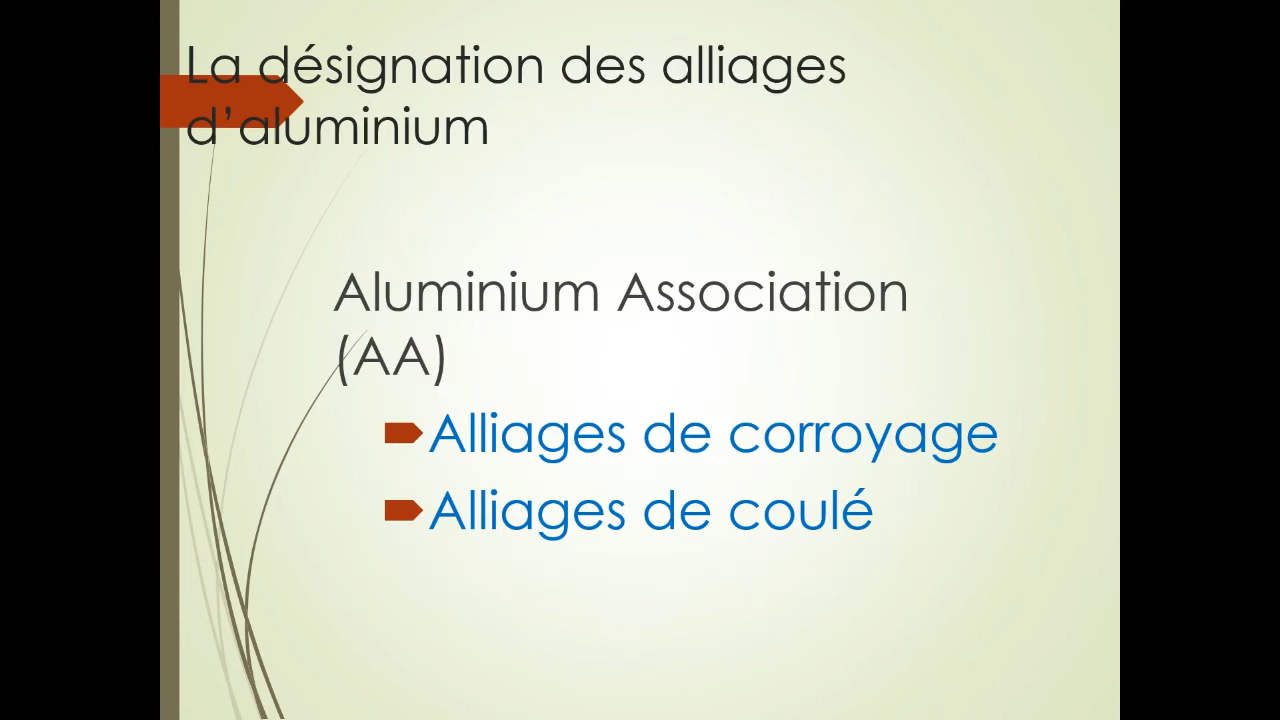 La désignation des alliages
d’aluminium
Aluminium Association
(AA)
Alliages de corroyage
Alliages de coulé